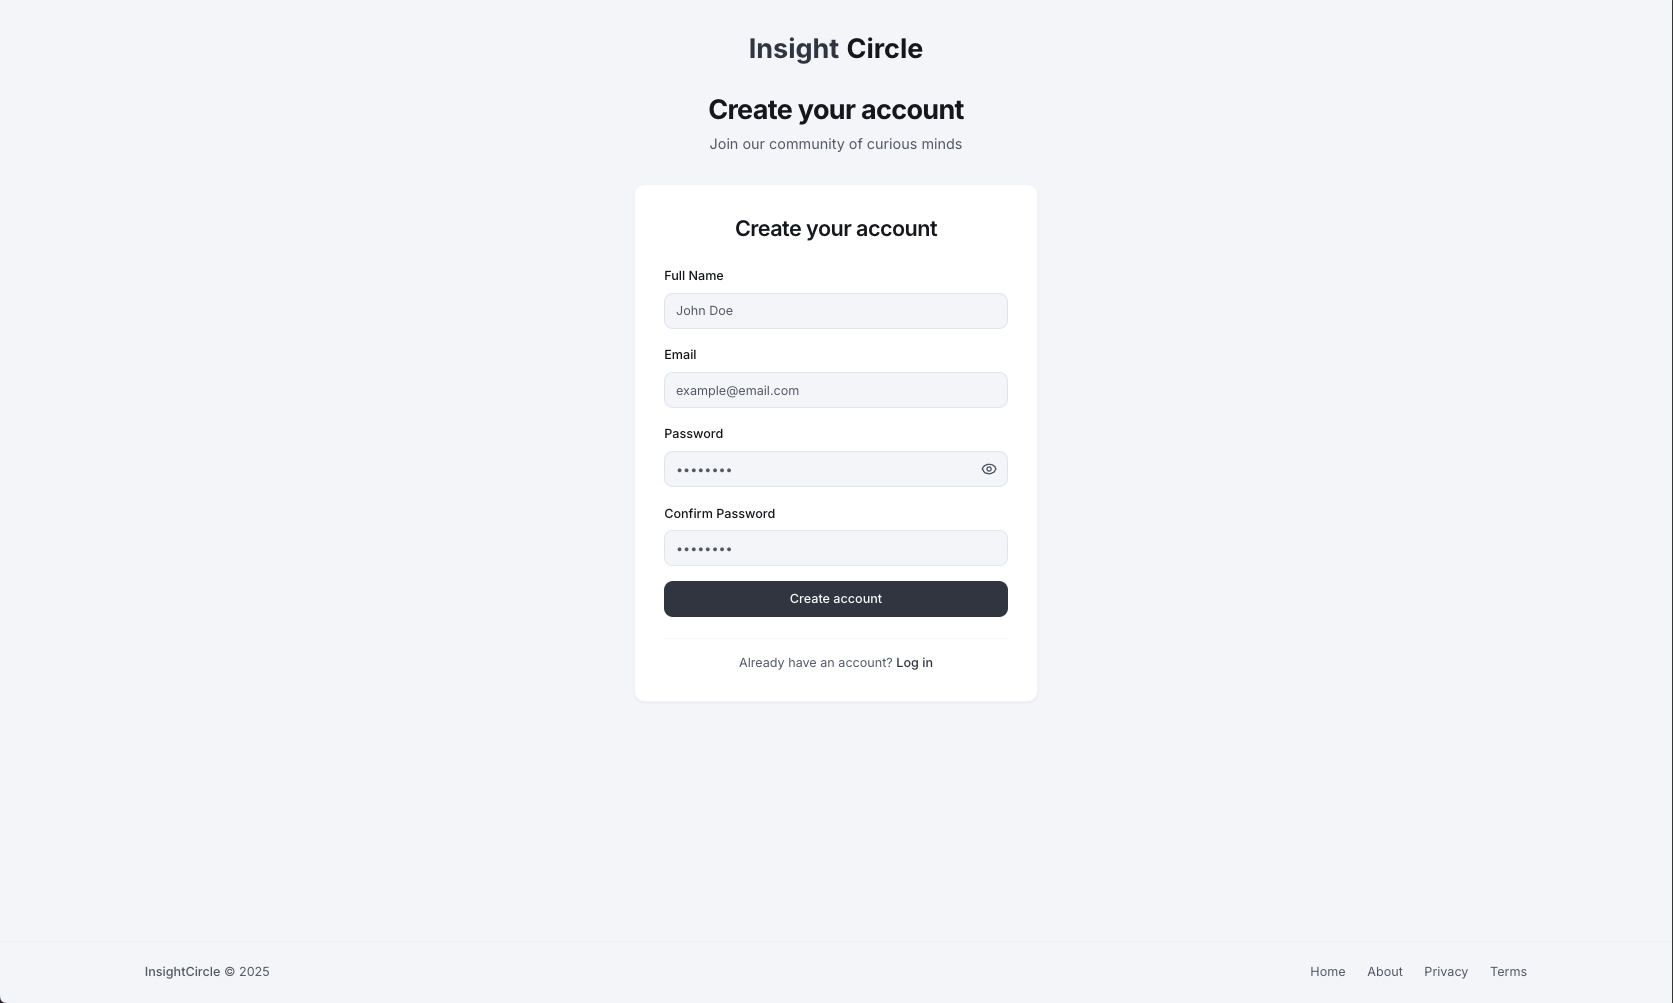 Insight Circle
Create your account
Join our community of curious minds
Create your account
Full Name
John Doe
Email
example@email.com
Password
••••••••
Confirm Password
••••••••
Create account
Already have an account? Log in
InsightCircle © 2025
Home About Privacy Terms